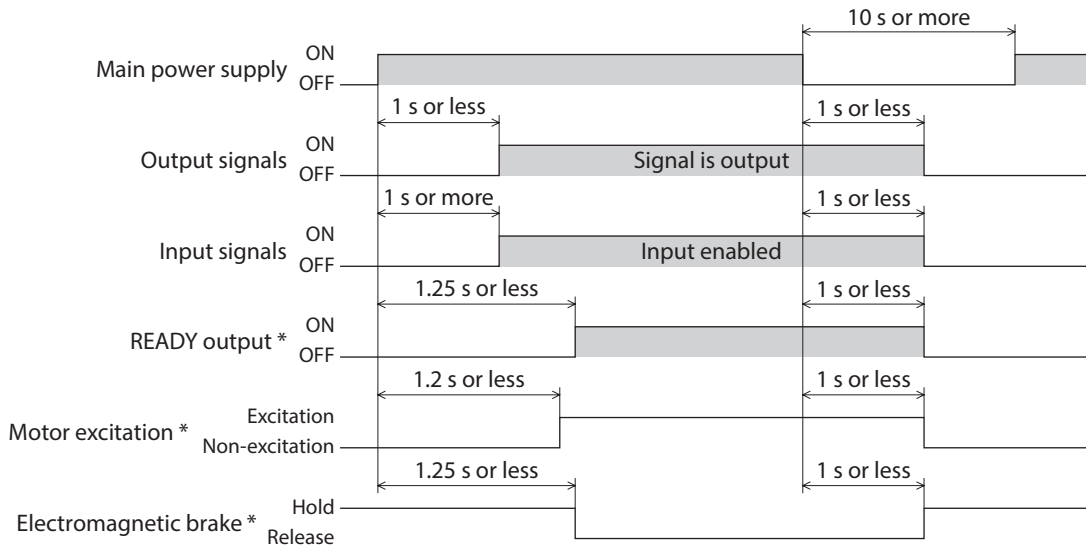 10 s or more
Main power supply
ON
OFF
1 s or less
1 s or less
Output signals
ON
OFF
Signal is output
1 s or more
1 s or less
Input signals
ON
OFF
Input enabled
1.25 s or less
1 s or less
READY output *
ON
OFF
1.2 s or less
1 s or less
Motor excitation *
Excitation
Non-excitation
1.25 s or less
1 s or less
Electromagnetic brake *
Hold
Release